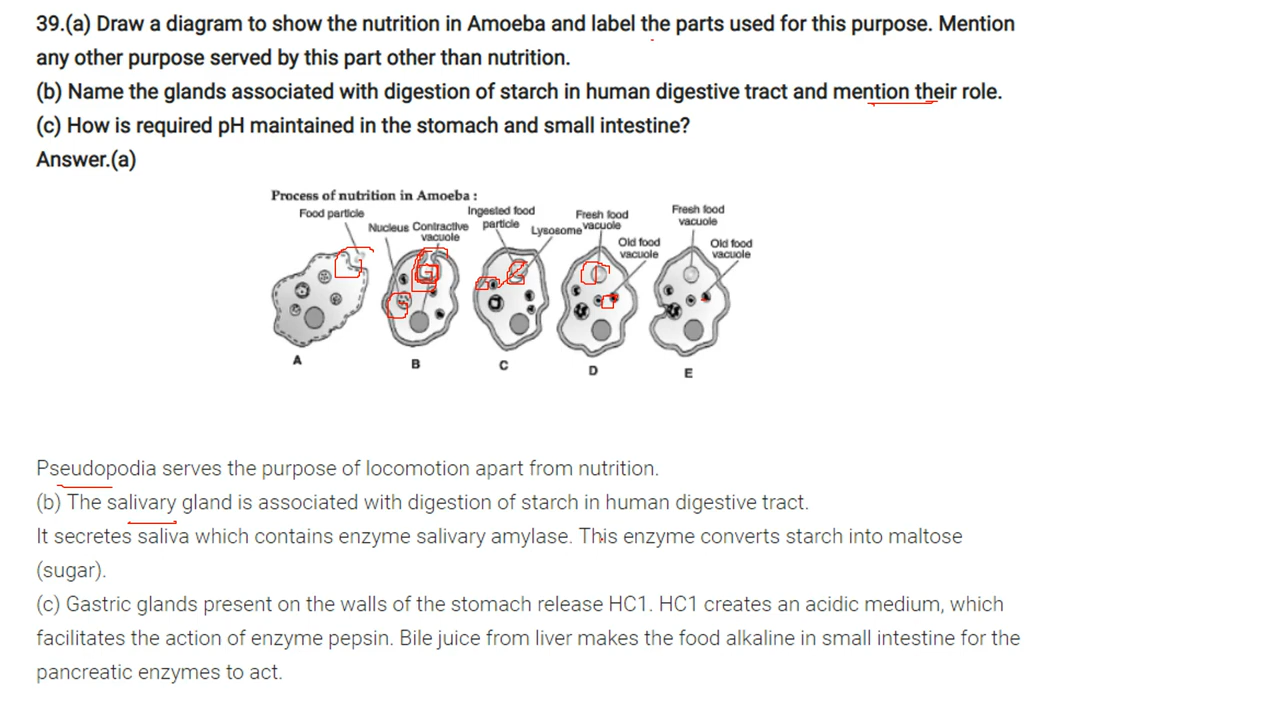 39.(a) Draw a diagram to show the nutrition in Amoeba and label the parts used for this purpose. Mention
any other purpose served by this part other than nutrition.
(b) Name the glands associated with digestion of starch in human digestive tract and mention their role.
(c) How is required pH maintained in the stomach and small intestine?
Answer.(a)
Process of nutrition in Amoeba :
Food particle
Nucleus
Contractive
vacuole
Ingested food
particle
Lysosome
Fresh food
vacuole
Old food
vacuole
Fresh food
vacuole
Old food
vacuole
A
B
C
D
E
Pseudopodia serves the purpose of locomotion apart from nutrition.
(b) The salivary gland is associated with digestion of starch in human digestive tract.
It secretes saliva which contains enzyme salivary amylase. This enzyme converts starch into maltose
(sugar).
(c) Gastric glands present on the walls of the stomach release HC1. HC1 creates an acidic medium, which
facilitates the action of enzyme pepsin. Bile juice from liver makes the food alkaline in small intestine for the
pancreatic enzymes to act.